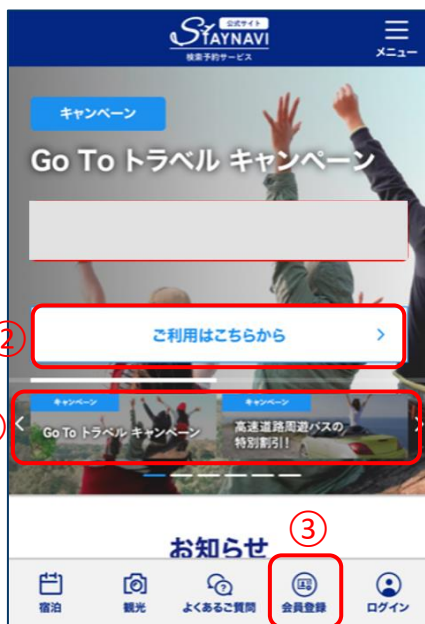 公式サイト
STAYNAVI
検索予約サービス
メニュー
キャンペーン
Go To トラベル キャンペーン
②
ご利用はこちらから
キャンペーン
Go To トラベル キャンペーン
キャンペーン
高速道路周遊パスの
特別割引!
お知らせ
③
宿泊
観光
よくあるご質問
会員登録
ログイン